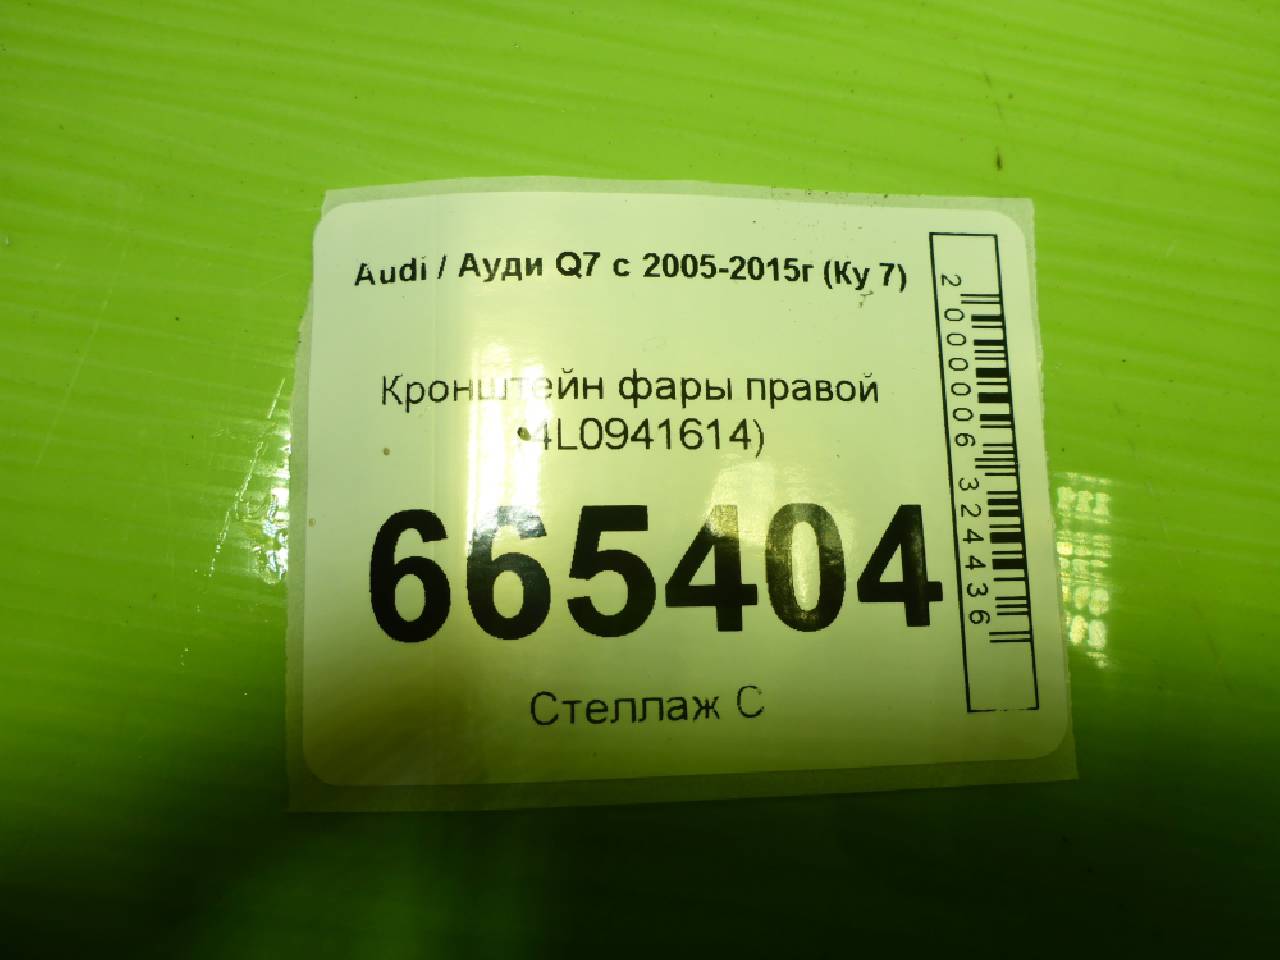 Audi / Ауди Q7 с 2005-2015г (Ку 7)
Кронштейн фары правой
(4L0941614)
665404
Стеллаж С
2000006324436